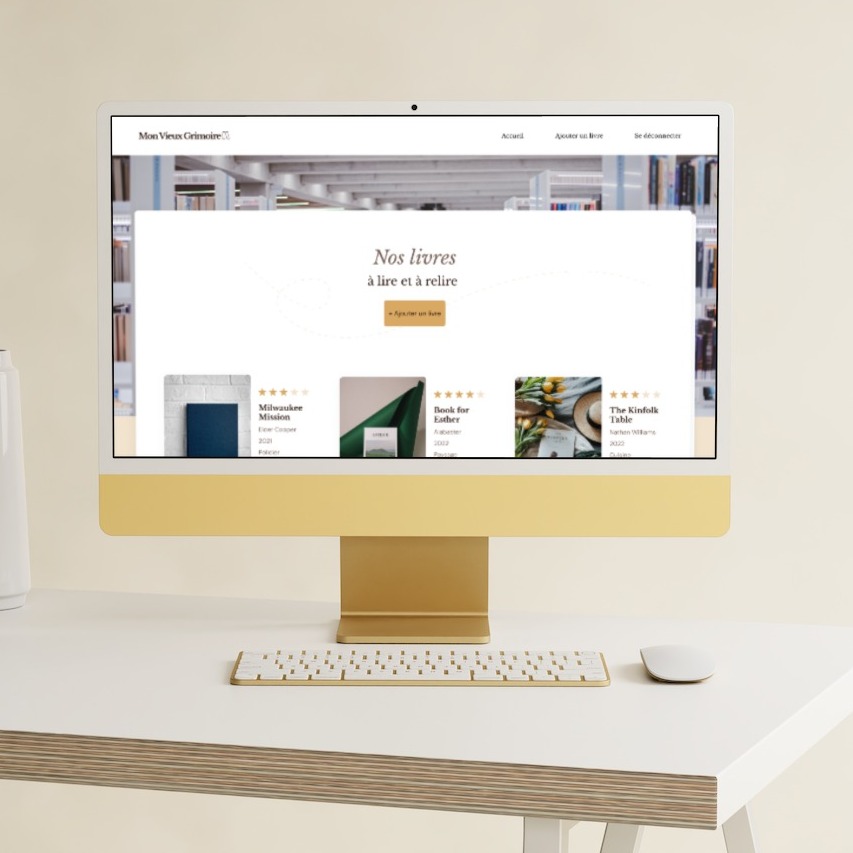 Mon Vieux Grimoire
Accueil
Ajouter un livre
Se déconnecter
Nos livres
à lire et à relire
+ Ajouter un livre
Milwaukee
Mission
Elder Cooper
2021
Policier
Book for
Esther
Alabaster
2022
Paysage
The Kinfolk
Table
Nathan Williams
2022
Cuisine